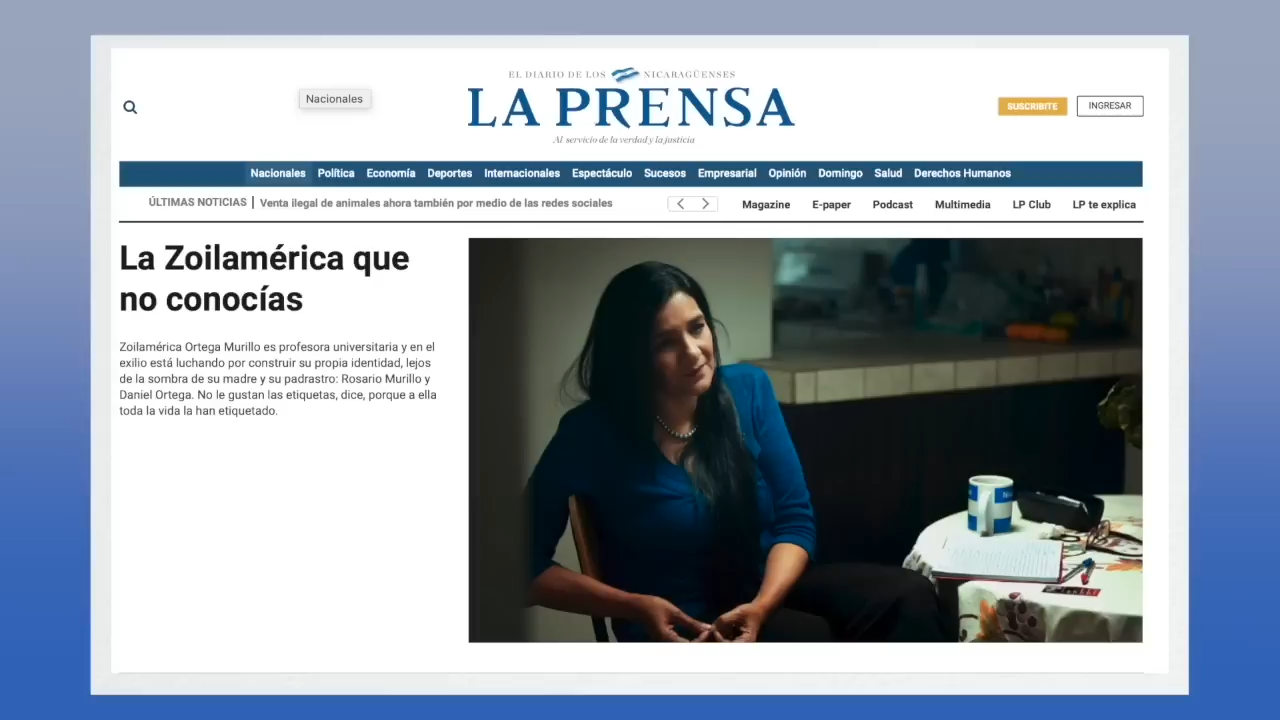 EL DIARIO DE LOS NICARAGÜENSES
Nacionales
LA PRENSA
SUSCRIBITE
INGRESAR
Al servicio de la verdad y la justicia
Nacionales Política Economía Deportes Internacionales Espectáculo Sucesos Empresarial Opinión Domingo Salud Derechos Humanos
ÚLTIMAS NOTICIAS | Venta ilegal de animales ahora también por medio de las redes sociales
Magazine E-paper Podcast Multimedia LP Club LP te explica
La Zoilamérica que
no conocías
Zoilamérica Ortega Murillo es profesora universitaria y en el
exilio está luchando por construir su propia identidad, lejos
de la sombra de su madre y su padrastro: Rosario Murillo y
Daniel Ortega. No le gustan las etiquetas, dice, porque a ella
toda la vida la han etiquetado.